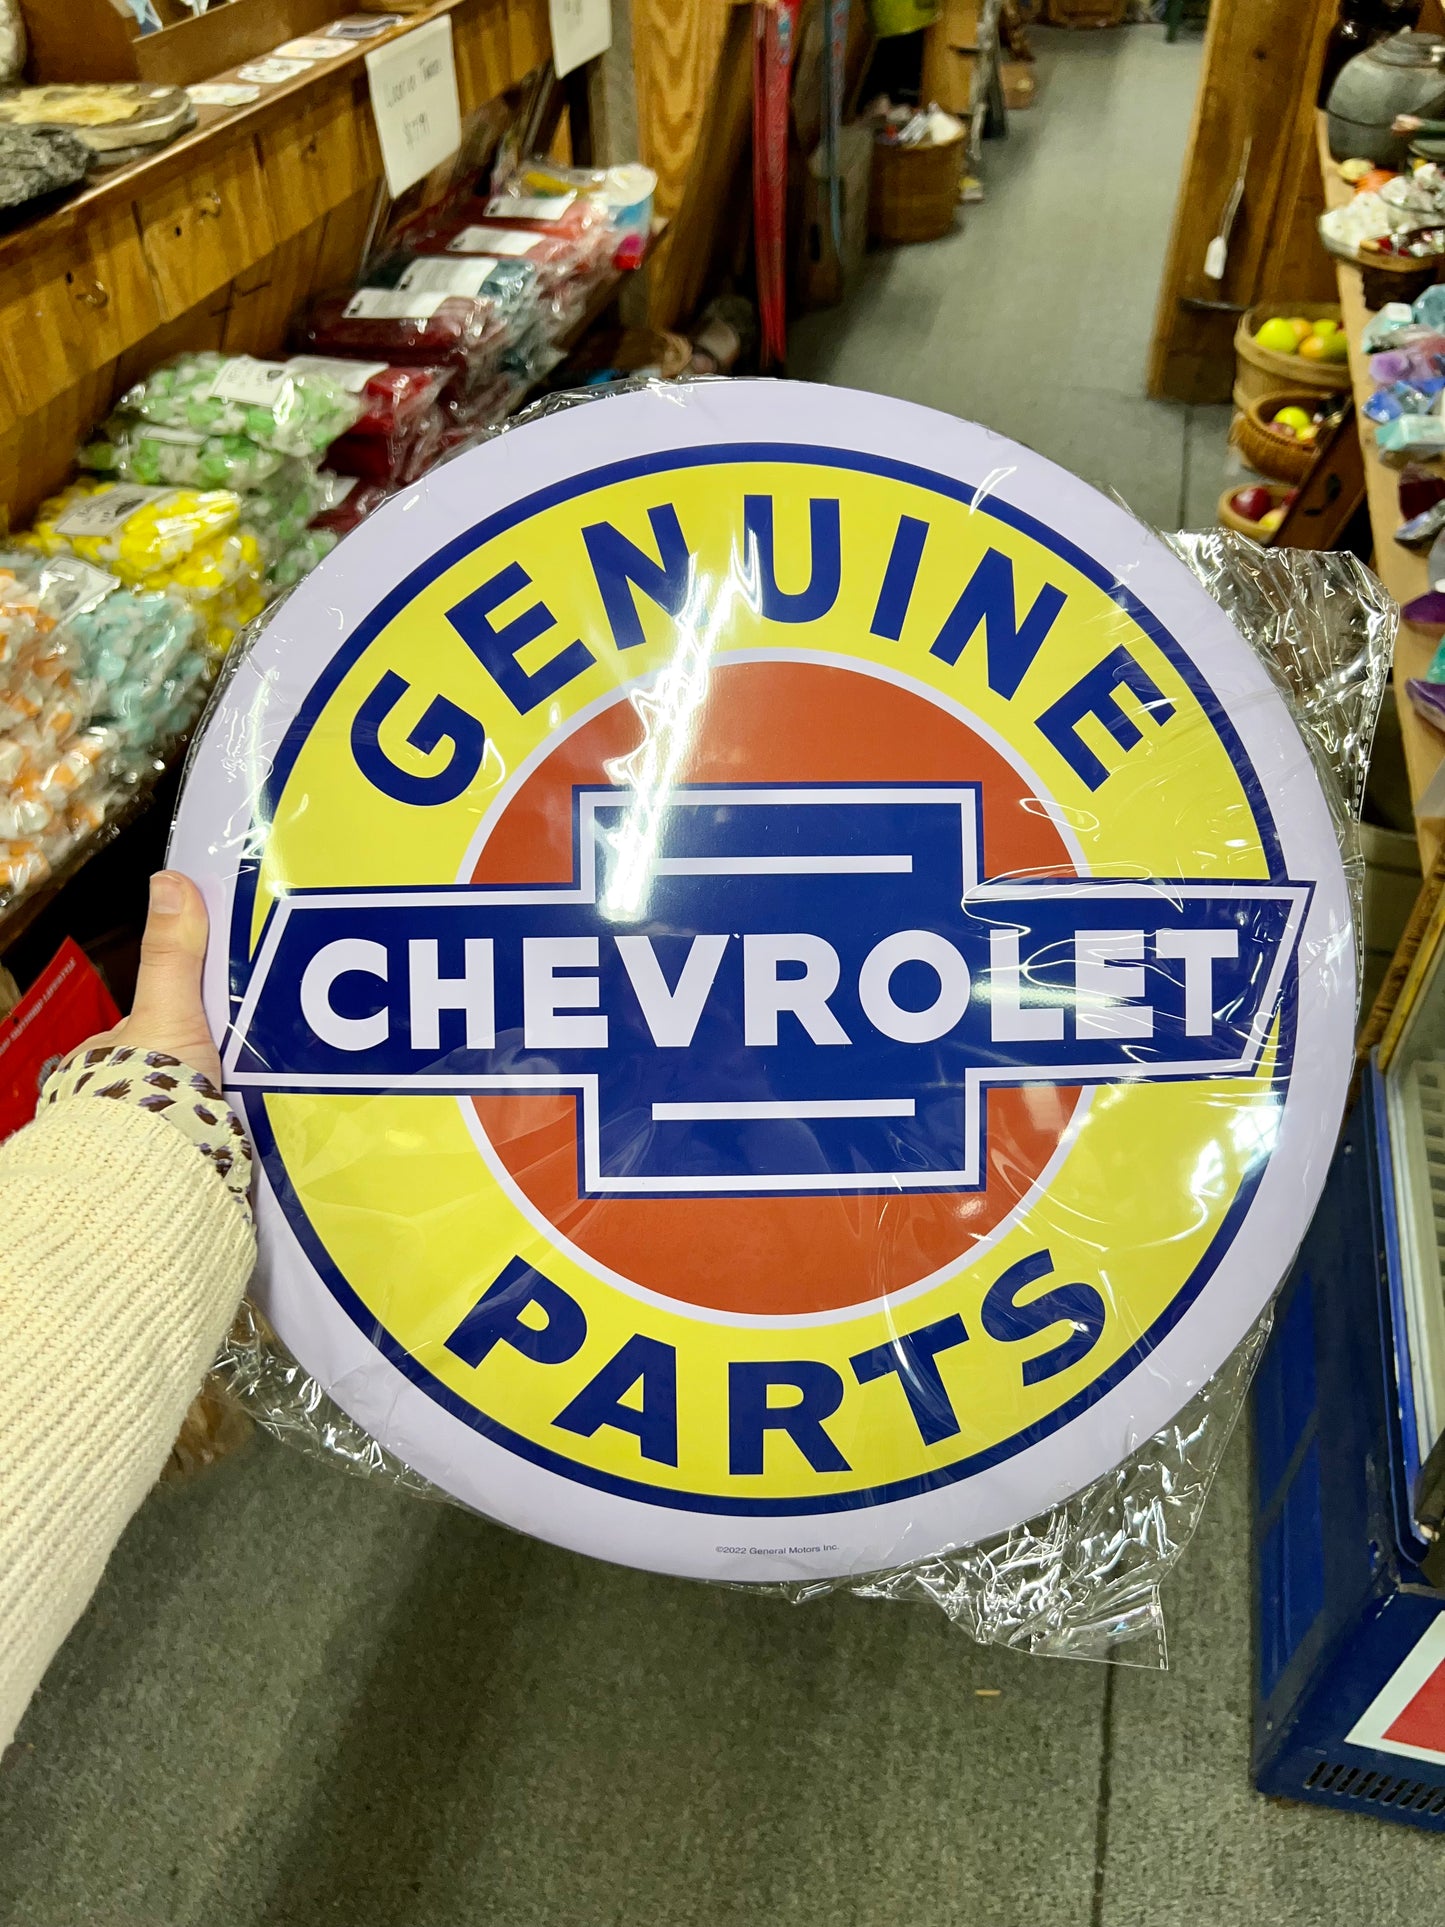 GENUINE
CHEVROLET
PARTS
©2022 General Motors Inc.